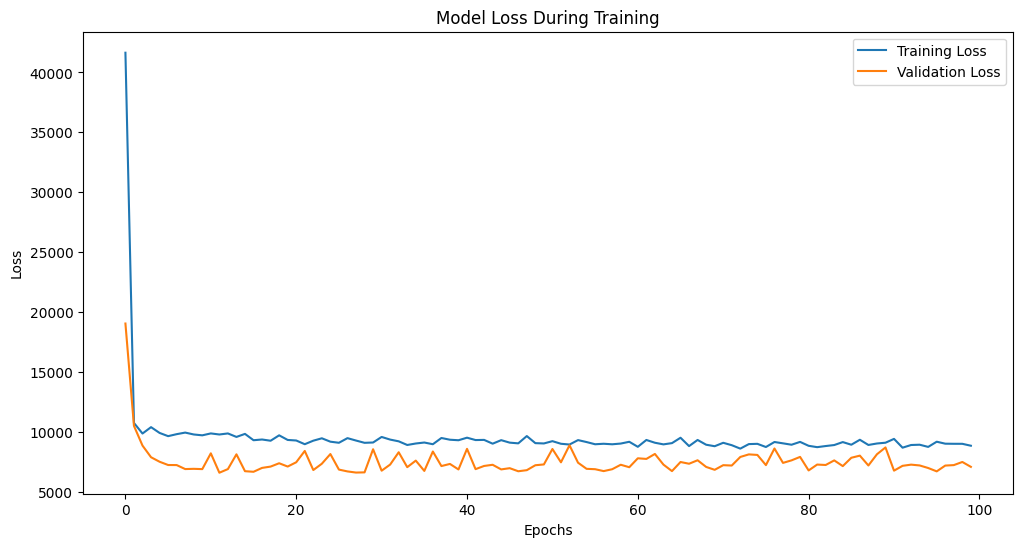 Model Loss During Training
Training Loss
Validation Loss
40000
35000
30000
25000
20000
15000
10000
5000
Loss
0
20
40
60
80
100
Epochs